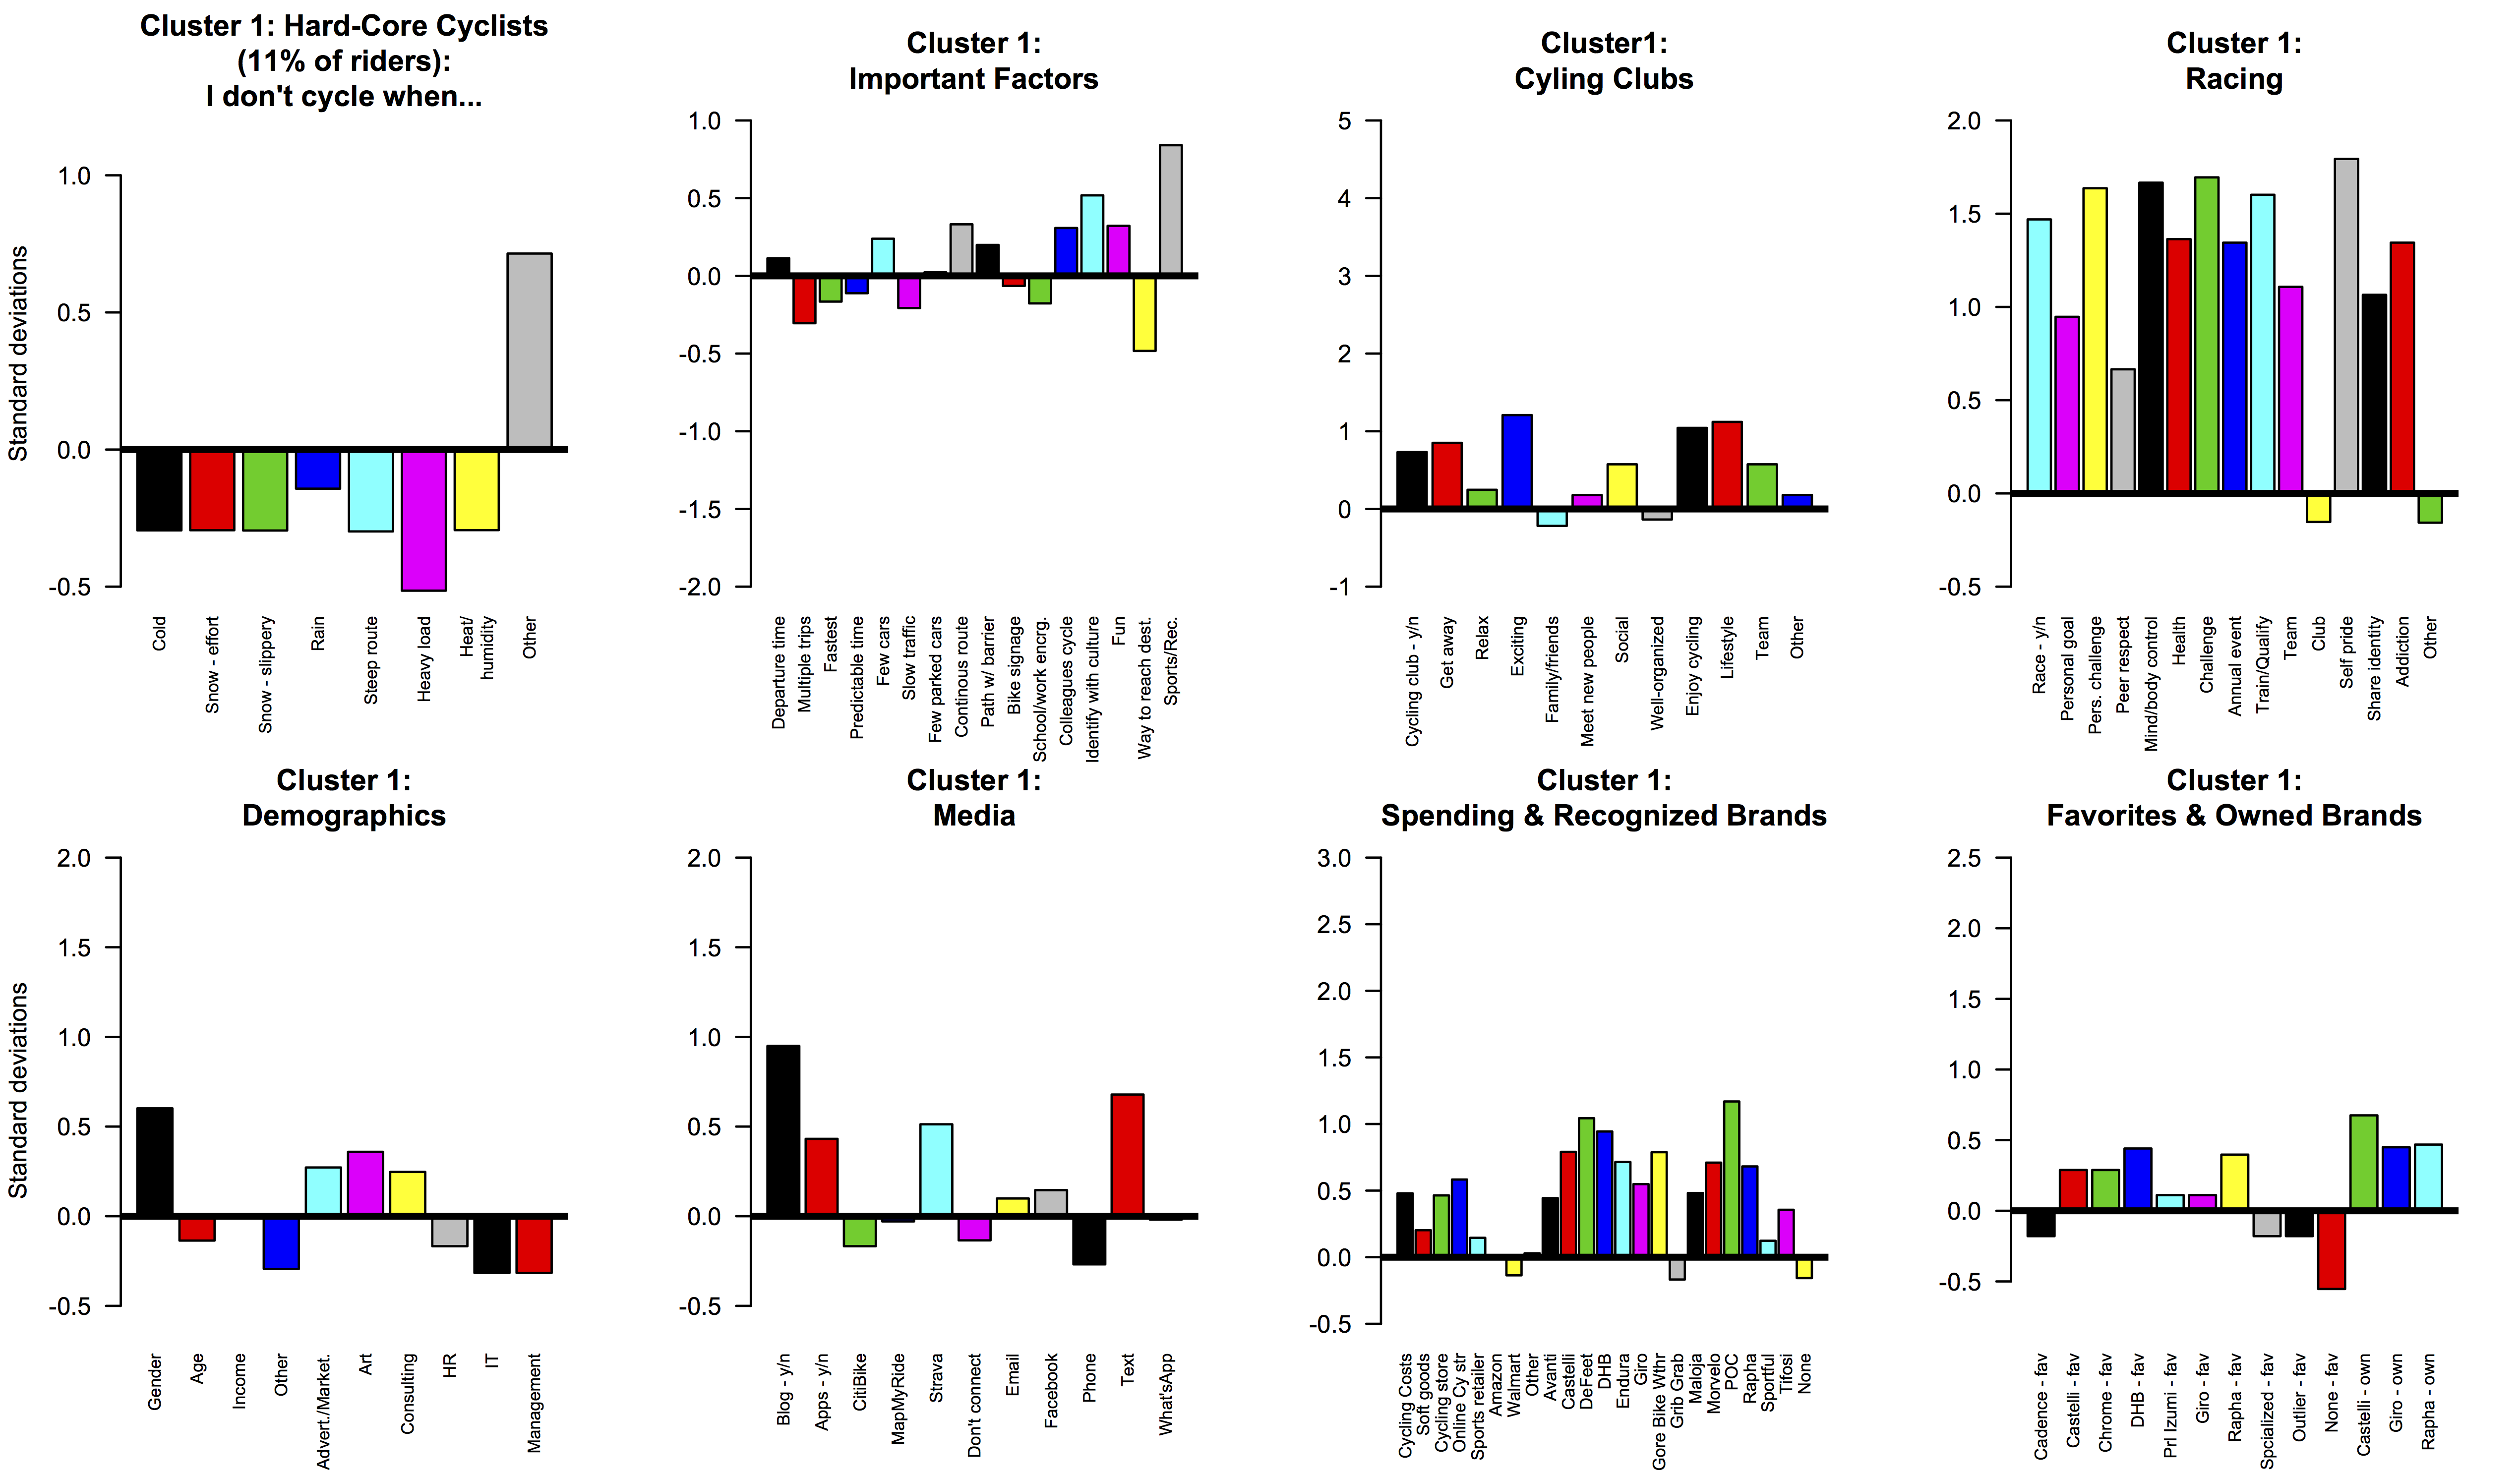 Cluster 1: Hard-Core Cyclists
(11% of riders):
I don't cycle when...
Standard deviations
1.0
0.5
0.0
-0.5
Cold
Snow - effort
Snow - slippery
Rain
Steep route
Heavy load
Heat/
humidity
Other
Cluster 1:
Important Factors
1.0
0.5
0.0
-0.5
-1.0
-1.5
-2.0
Departure time
Multiple trips
Fastest
Predictable time
Few cars
Slow traffic
Few parked cars
Continous route
Path w/ barrier
Bike signage
School/work encrg.
Colleagues cycle
Identify with culture
Fun
Way to reach dest.
Sports/Rec.
Cluster1:
Cyling Clubs
5
4
3
2
1
0
-1
Cycling club - y/n
Get away
Relax
Exciting
Family/friends
Meet new people
Social
Well-organized
Enjoy cycling
Lifestyle
Team
Other
Cluster 1:
Racing
2.0
1.5
1.0
0.5
0.0
-0.5
Race - y/n
Personal goal
Pers. challenge
Peer respect
Mind/body control
Health
Challenge
Annual event
Train/Qualify
Team
Club
Self pride
Share identity
Addiction
Other
Cluster 1:
Demographics
Standard deviations
2.0
1.5
1.0
0.5
0.0
-0.5
Gender
Age
Income
Other
Advert./Market.
Art
Consulting
HR
IT
Management
Cluster 1:
Media
2.0
1.5
1.0
0.5
0.0
-0.5
Blog - y/n
Apps - y/n
CitiBike
MapMyRide
Strava
Don't connect
Email
Facebook
Phone
Text
What'sApp
Cluster 1:
Spending & Recognized Brands
3.0
2.5
2.0
1.5
1.0
0.5
0.0
-0.5
Cycling Costs
Soft goods
Cycling store
Online Cy str
Sports retailer
Amazon
Walmart
Other
Avanti
Castelli
DeFeet
DHB
Endura
Giro
Gore Bike Wthr
Grib Grab
Maloja
Morvelo
POC
Rapha
Sportful
Tifosi
None
Cluster 1:
Favorites & Owned Brands
2.5
2.0
1.5
1.0
0.5
0.0
-0.5
Cadence - fav
Castelli - fav
Chrome - fav
DHB - fav
Prl Izumi - fav
Giro - fav
Rapha - fav
Spcialized - fav
Outlier - fav
None - fav
Castelli - own
Giro - own
Rapha - own